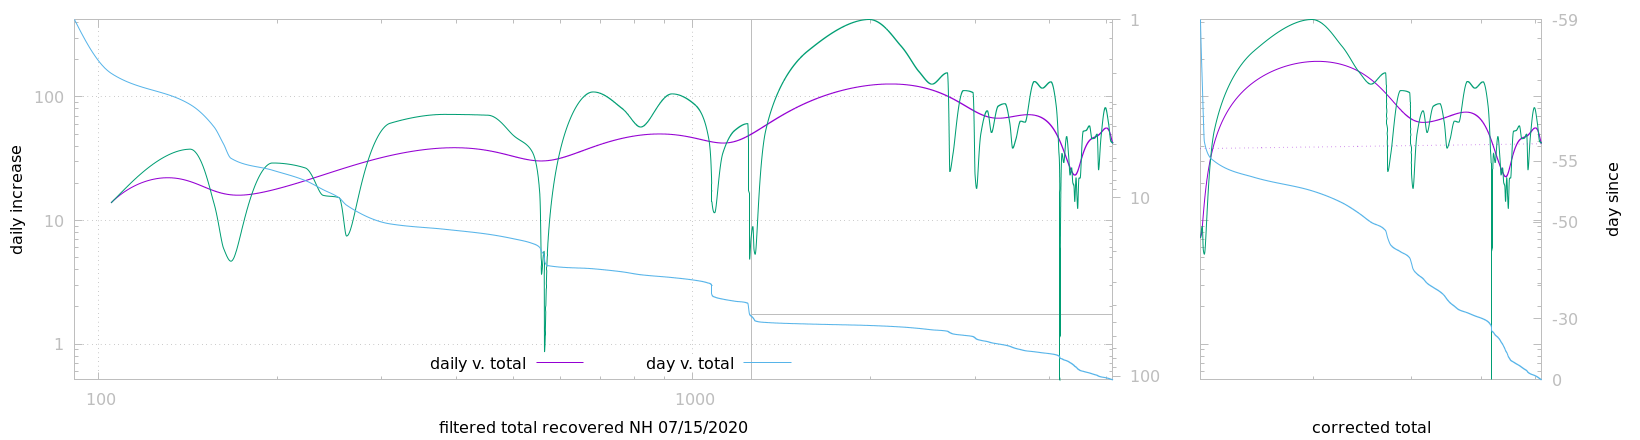 daily increase
100
10
1
100
1000
1
10
100
daily v. total
day v. total
filtered total recovered NH 07/15/2020
-59
-55
-50
-30
0
day since
corrected total